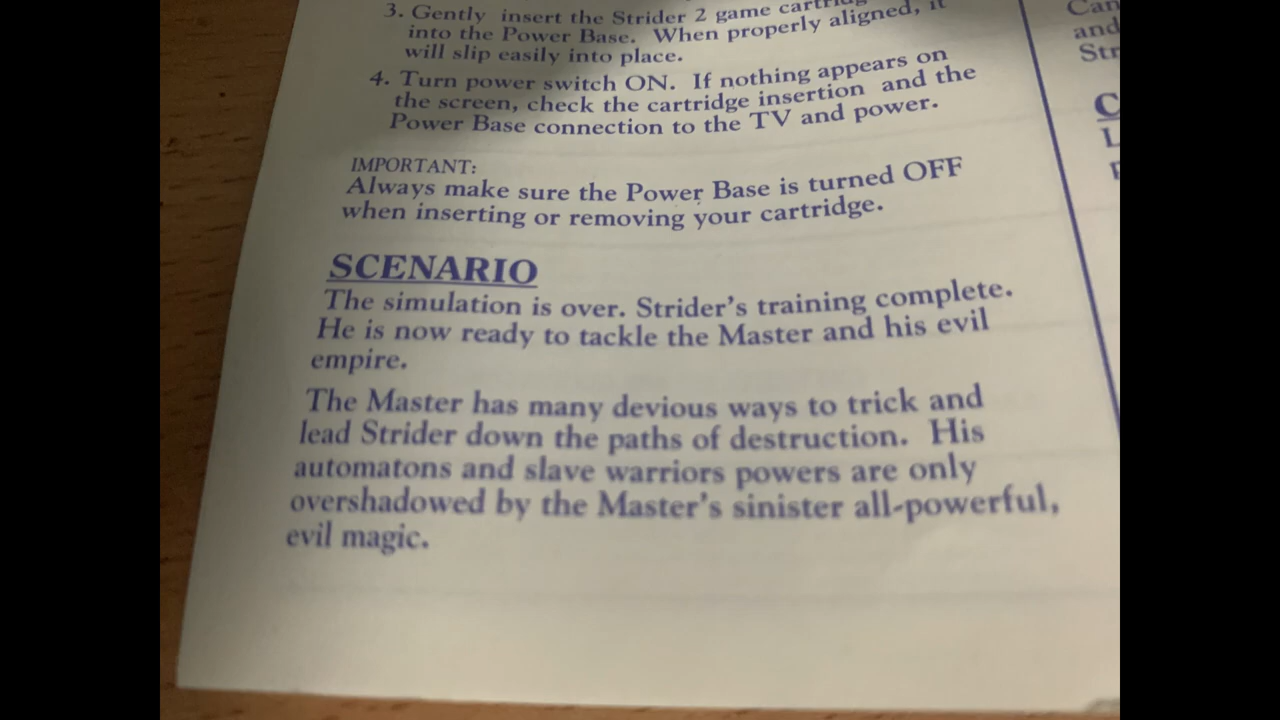 3. Gently insert the Strider 2 game
into the Power Base. When properly aligned, it
will slip easily into place.
4. Turn power switch ON. If nothing appears on
the screen, check the cartridge insertion and the
Power Base connection to the TV and power.
IMPORTANT:
Always make sure the Power Base is turned OFF
when inserting or removing your cartridge.
SCENARIO
The simulation is over. Strider's training complete.
He is now ready to tackle the Master and his evil
empire.
The Master has many devious ways to trick and
lead Strider down the paths of destruction. His
automatons and slave warriors powers are only
overshadowed by the Master's sinister all-powerful,
evil magic.
Can
and
Str
C
L